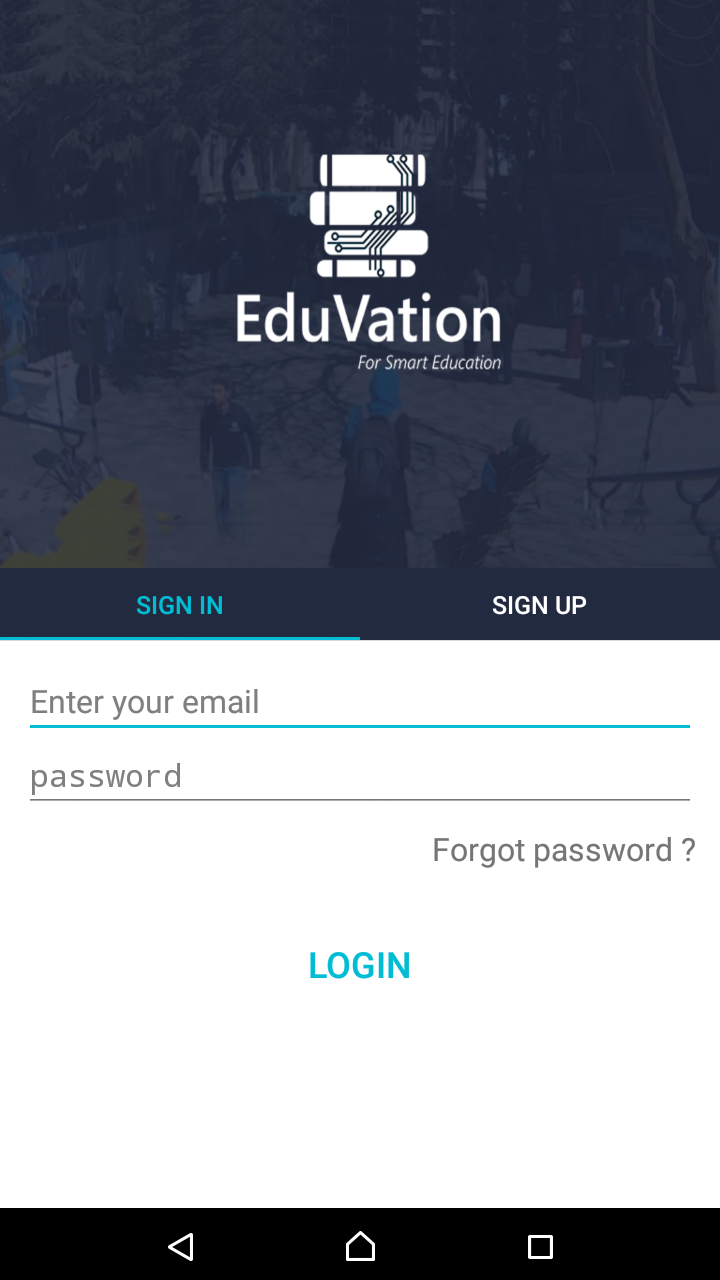 EduVation
For Smart Education
SIGN IN
SIGN UP
Enter your email
password
Forgot password ?
LOGIN